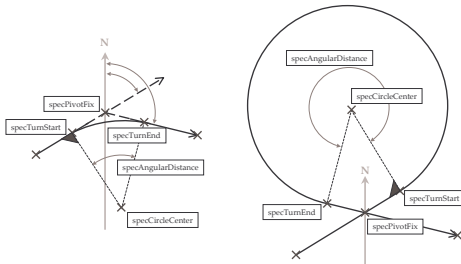 N
specPivotFix
specTurnStart
specTurnEnd
specAngularDistance
specCircleCenter
specAngularDistance
specCircleCenter
N
specTurnStart
specTurnEnd
specPivotFix